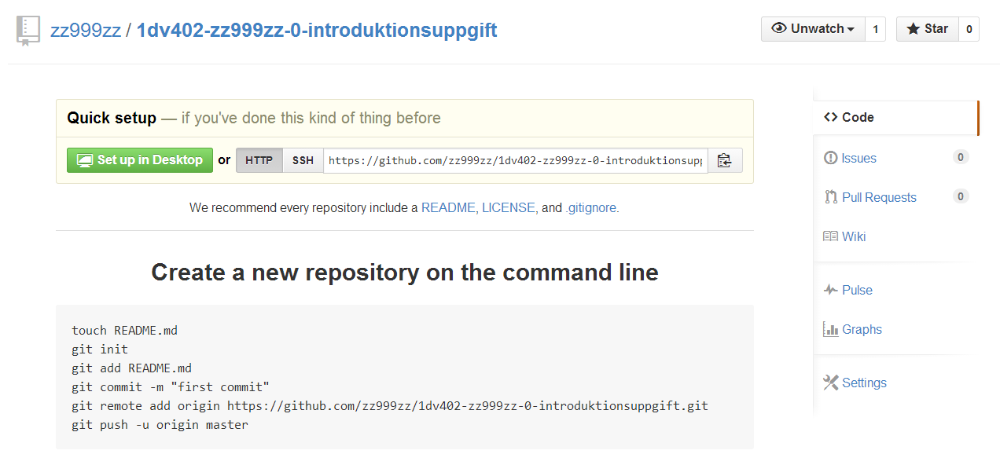 zz999zz / 1dv402-zz999zz-0-introduktionsuppgift
Unwatch 1 Star 0
Quick setup — if you've done this kind of thing before
Set up in Desktop or HTTP SSH https://github.com/zz999zz/1dv402-zz999zz-0-introduktionsupp
We recommend every repository include a README, LICENSE, and .gitignore.
Create a new repository on the command line
touch README.md
git init
git add README.md
git commit -m "first commit"
git remote add origin https://github.com/zz999zz/1dv402-zz999zz-0-introduktionsuppgift.git
git push -u origin master
Code
Issues 0
Pull Requests 0
Wiki
Pulse
Graphs
Settings